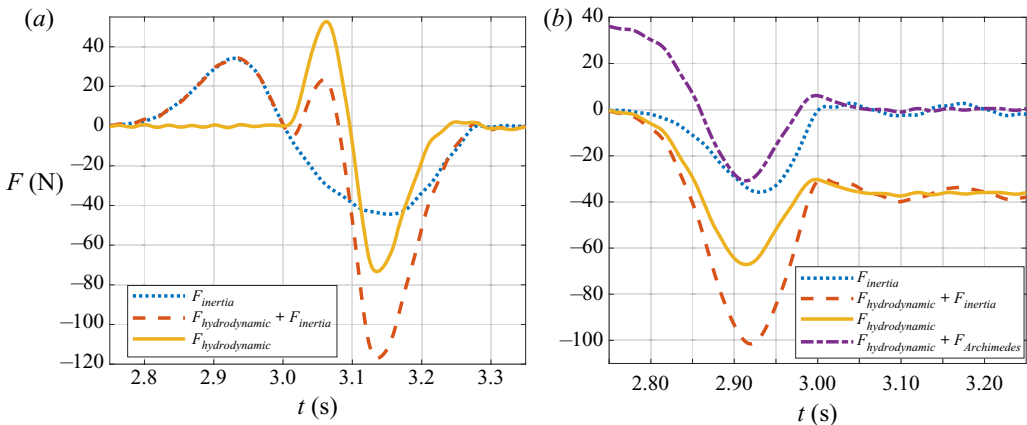 (a)
40
20
0
−20
−40
−60
−80
−100
−120
F (N)
2.8 2.9 3.0 3.1 3.2 3.3
t (s)
F_inertia
F_hydrodynamic + F_inertia
F_hydrodynamic
(b)
40
20
0
−20
−40
−60
−80
−100
2.80 2.90 3.00 3.10 3.20
t (s)
F_inertia
F_hydrodynamic + F_inertia
F_hydrodynamic
F_hydrodynamic + F_Archimedes